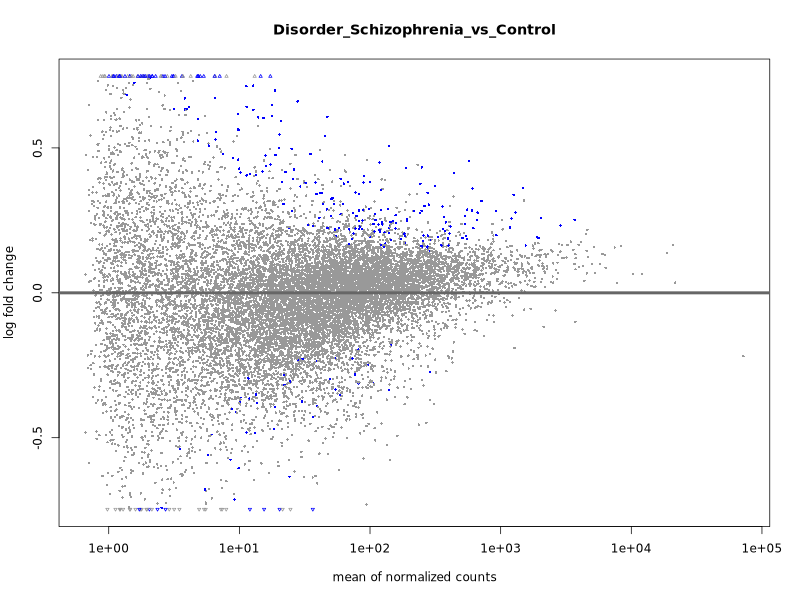 Disorder_Schizophrenia_vs_Control
log fold change
0.5
0.0
-0.5
1e+00 1e+01 1e+02 1e+03 1e+04 1e+05
mean of normalized counts